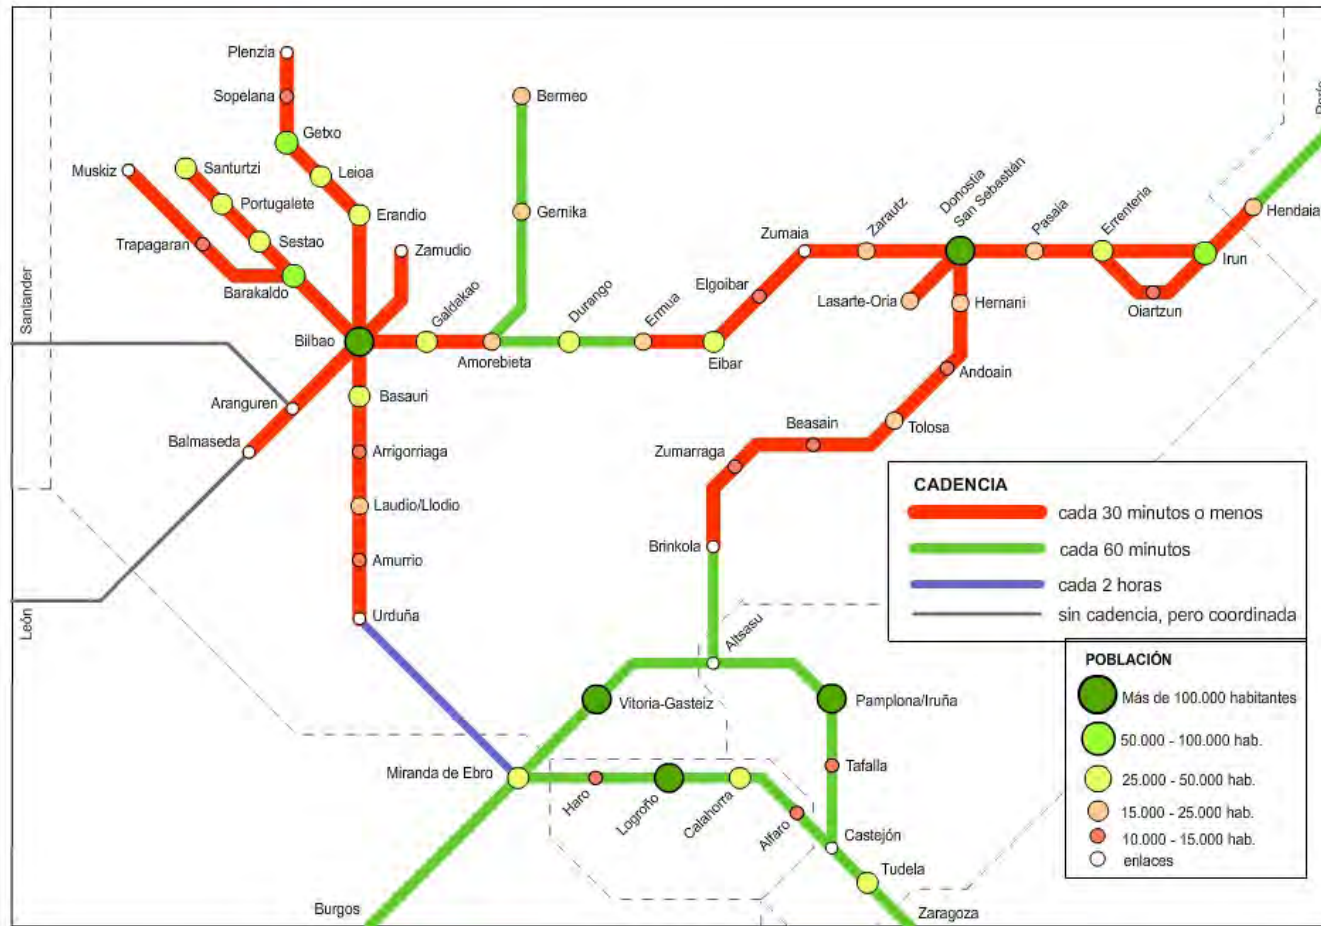 Plenzia
Sopelana
Getxo
Muskiz
Santurtzi
Leioa
Portugalete
Erandio
Trapagaran
Sestao
Zamudio
Barakaldo
Bilbao
Galdakao
Amorebieta
Bermeo
Gernika
Durango
Ermua
Eibar
Elgoibar
Zumaia
Zarautz
Donostia
San Sebastián
Pasaia
Errenteria
Irun
Hendaia
Oiartzun
Lasarte-Oria
Hernani
Andoain
Tolosa
Beasain
Zumarraga
Brinkola
Altsasu
Santander
Aranguren
Balmaseda
León
Basauri
Arrigorriaga
Laudio/Llodio
Amurrio
Urduña
Vitoria-Gasteiz
Pamplona/Iruña
Miranda de Ebro
Haro
Logroño
Calahorra
Alfaro
Tafalla
Castejón
Tudela
Burgos
Zaragoza
CADENCIA
cada 30 minutos o menos
cada 60 minutos
cada 2 horas
sin cadencia, pero coordinada
POBLACIÓN
Más de 100.000 habitantes
50.000 - 100.000 hab.
25.000 - 50.000 hab.
15.000 - 25.000 hab.
10.000 - 15.000 hab.
enlaces